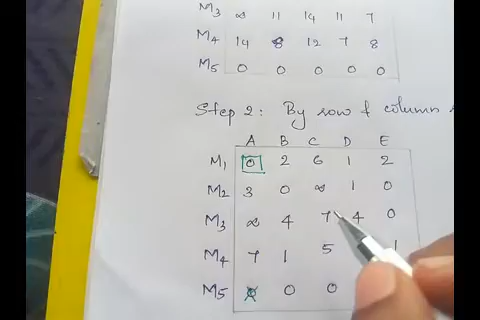 M3 ∞ 11 14 11 7
M4 14 8 12 7 8
M5 0 0 0 0 0
Step 2: By row & column
A B C D E
M1 0 2 6 1 2
M2 3 0 ∞ 1 0
M3 ∞ 4 7 4 0
M4 7 1 5 1
M5 0 0 0